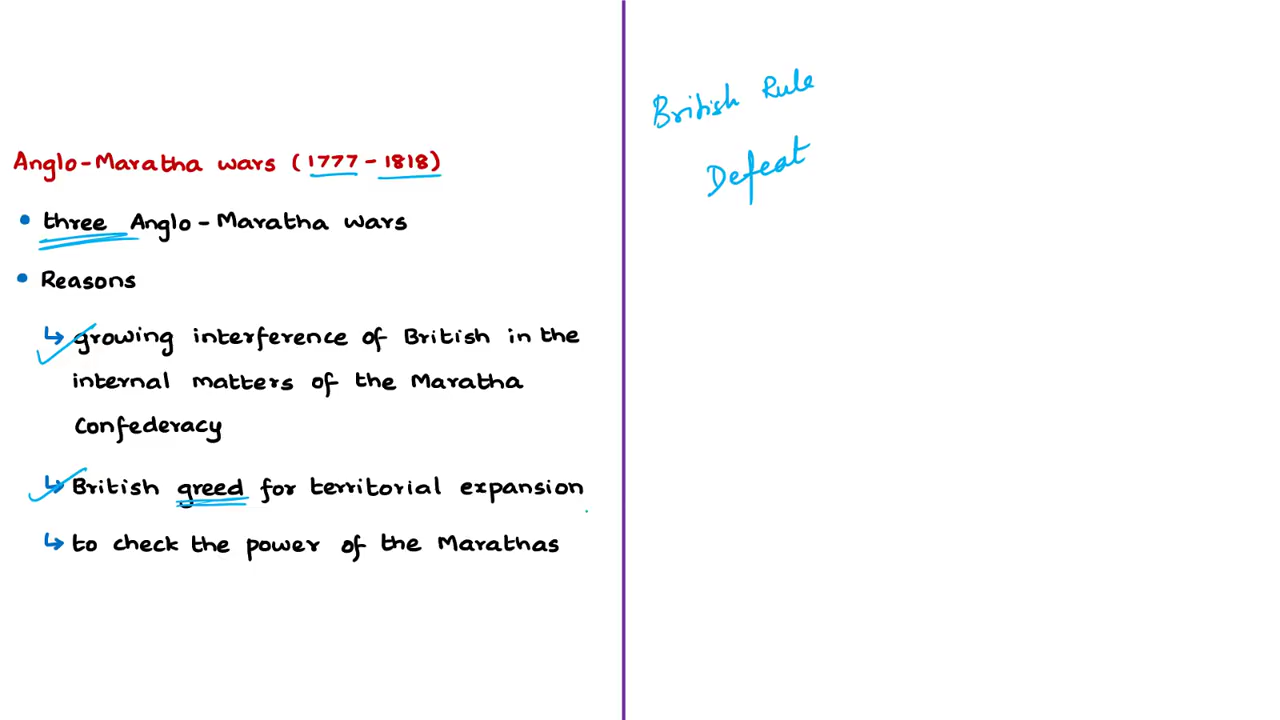 Anglo-Maratha wars (1777 - 1818)
• three Anglo - Maratha wars
• Reasons
↳ growing interference of British in the
internal matters of the Maratha
Confederacy
↳ British greed for territorial expansion
↳ to check the power of the Marathas
British Rule
Defeat